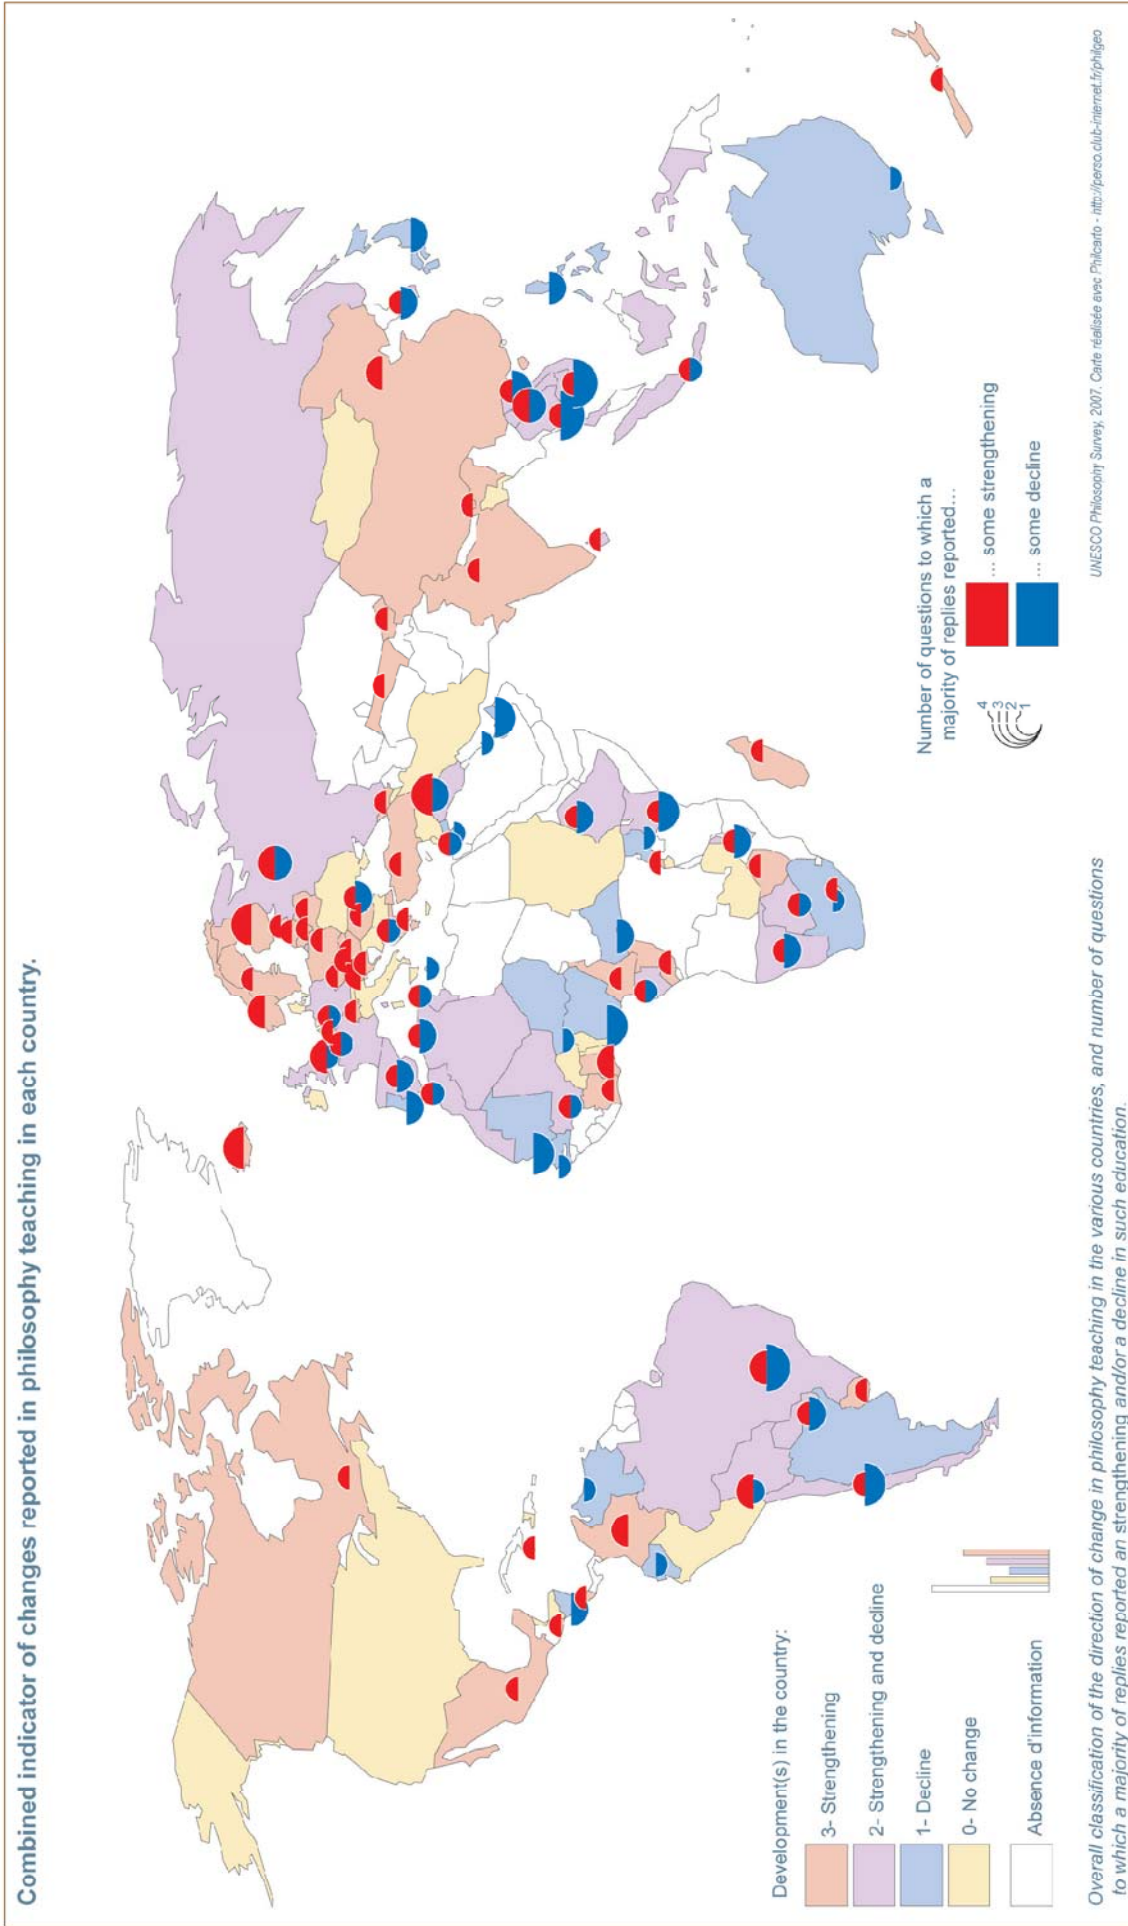 Combined indicator of changes reported in philosophy teaching in each country.
Development(s) in the country:
3- Strengthening
2- Strengthening and decline
1- Decline
0- No change
Absence d'information
Number of questions to which a
majority of replies reported…
4
3
2
1
… some strengthening
… some decline
Overall classification of the direction of change in philosophy teaching in the various countries, and number of questions
to which a majority of replies reported an strengthening and/or a decline in such education.
UNESCO Philosophy Survey, 2007. Carte réalisée avec Philcarto - http://perso.club-internet.fr/philgeo